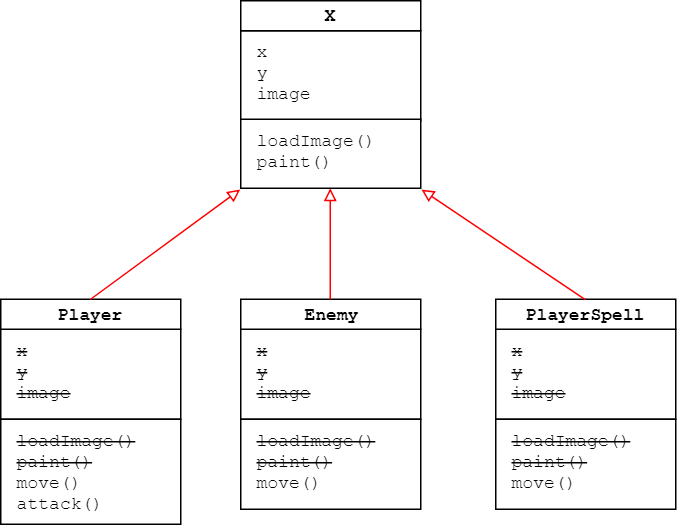 X
x
y
image
loadImage()
paint()
Player
x
y
image
loadImage()
paint()
move()
attack()
Enemy
x
y
image
loadImage()
paint()
move()
PlayerSpell
x
y
image
loadImage()
paint()
move()